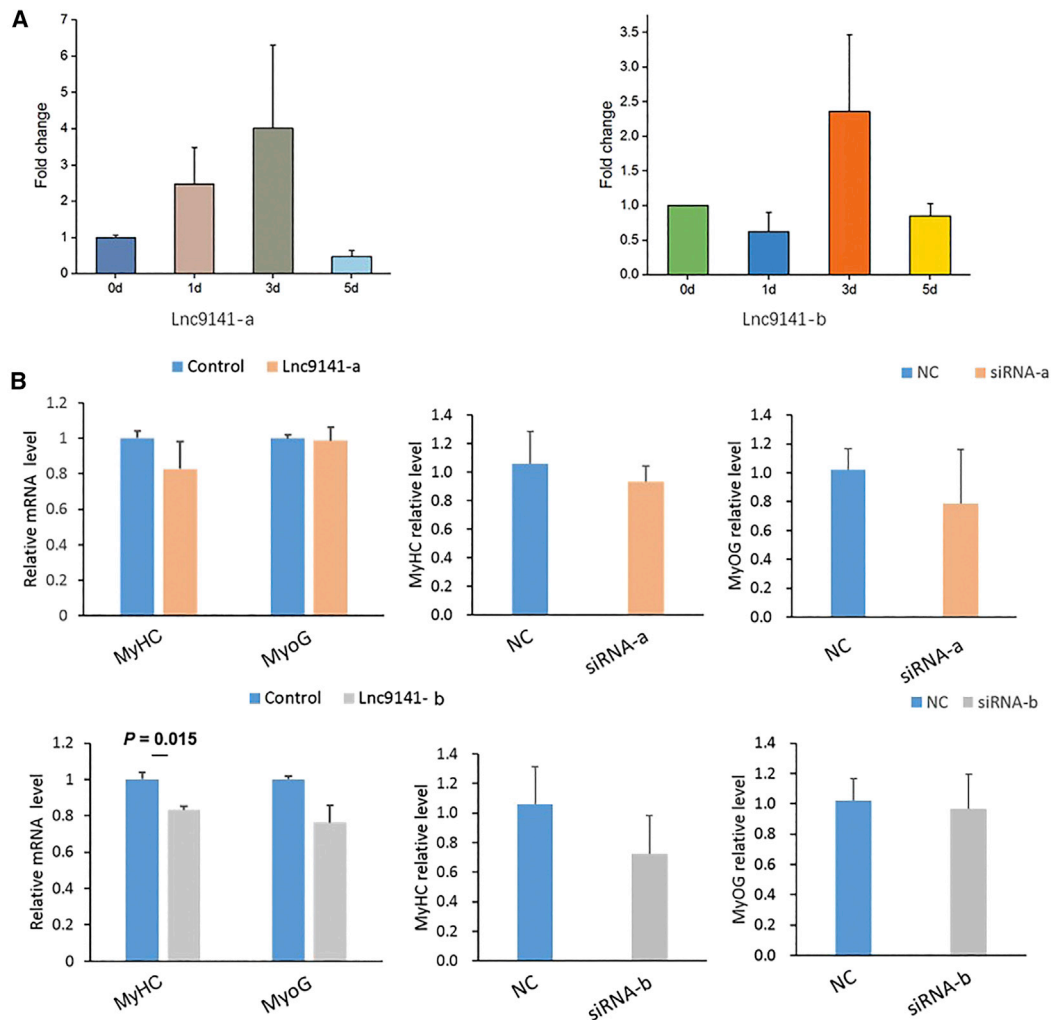 A
7
6
5
4
3
2
1
0
Fold change
0d 1d 3d 5d
Lnc9141-a
3.5
3.0
2.5
2.0
1.5
1.0
0.5
0.0
Fold change
0d 1d 3d 5d
Lnc9141-b
B
Control Lnc9141-a
1.2
1
0.8
0.6
0.4
0.2
0
Relative mRNA level
MyHC MyoG
1.4
1.2
1.0
0.8
0.6
0.4
0.2
0.0
MyHC relative level
NC siRNA-a
NC siRNA-a
1.4
1.2
1.0
0.8
0.6
0.4
0.2
0.0
MyOG relative level
NC siRNA-a
Control Lnc9141- b
P = 0.015
1.2
1
0.8
0.6
0.4
0.2
0
Relative mRNA level
MyHC MyoG
1.4
1.2
1.0
0.8
0.6
0.4
0.2
0.0
MyHC relative level
NC siRNA-b
NC siRNA-b
1.4
1.2
1.0
0.8
0.6
0.4
0.2
0.0
MyOG relative level
NC siRNA-b